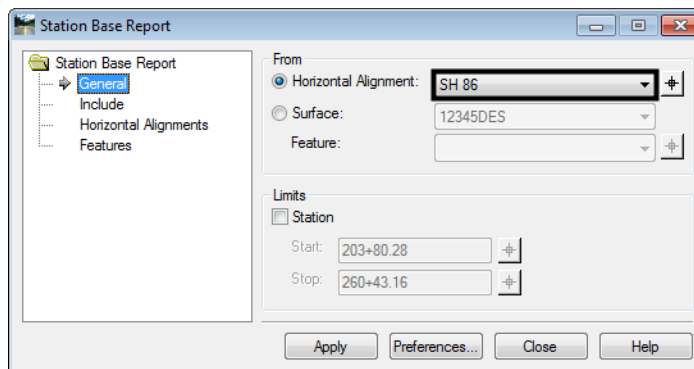 Station Base Report
Station Base Report
General
Include
Horizontal Alignments
Features
From
Horizontal Alignment: SH 86
Surface: 12345DES
Feature:
Limits
Station
Start: 203+80.28
Stop: 260+43.16
Apply Preferences... Close Help